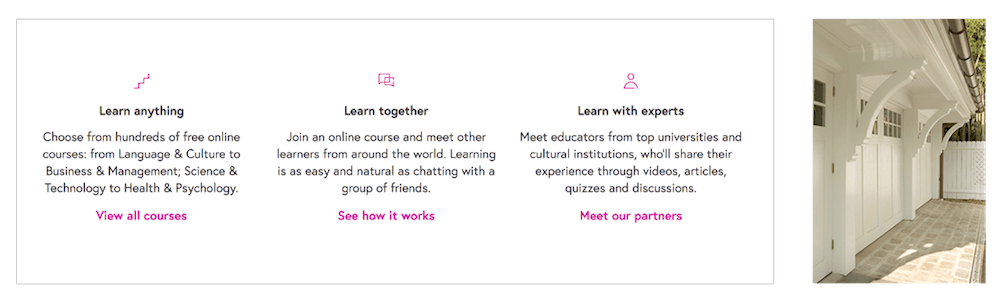 Learn anything
Choose from hundreds of free online
courses: from Language & Culture to
Business & Management; Science &
Technology to Health & Psychology.
View all courses
Learn together
Join an online course and meet other
learners from around the world. Learning
is as easy and natural as chatting with a
group of friends.
See how it works
Learn with experts
Meet educators from top universities and
cultural institutions, who'll share their
experience through videos, articles,
quizzes and discussions.
Meet our partners